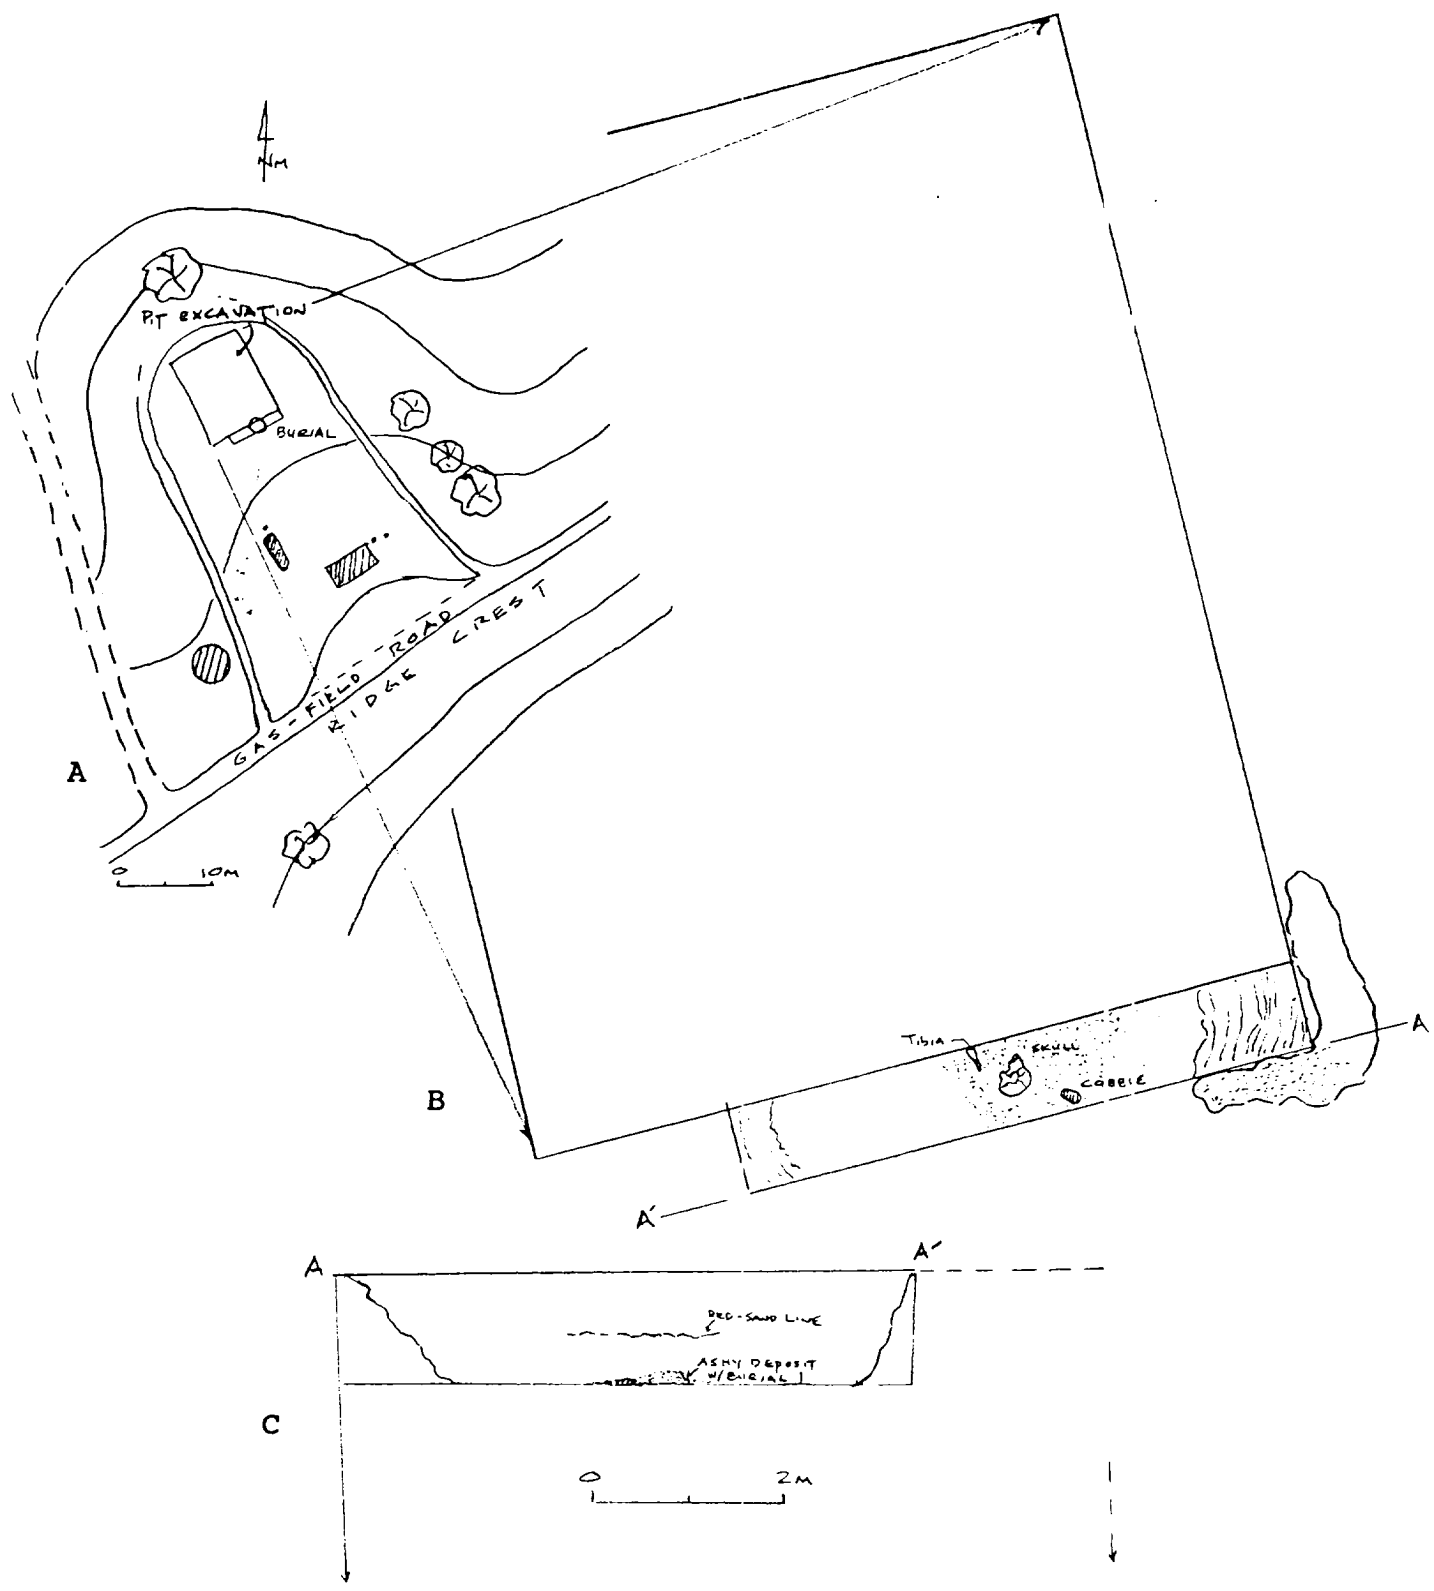 NM
PIT EXCAVATION
BURIAL
GAS-FIELD ROAD
RIDGE CREST
A
0 10M
TIBIA
SKULL
COBBLE
A
B
A'
A
A'
RED-SAND LINE
ASHY DEPOSIT
W/BURIAL 1
C
0 2M